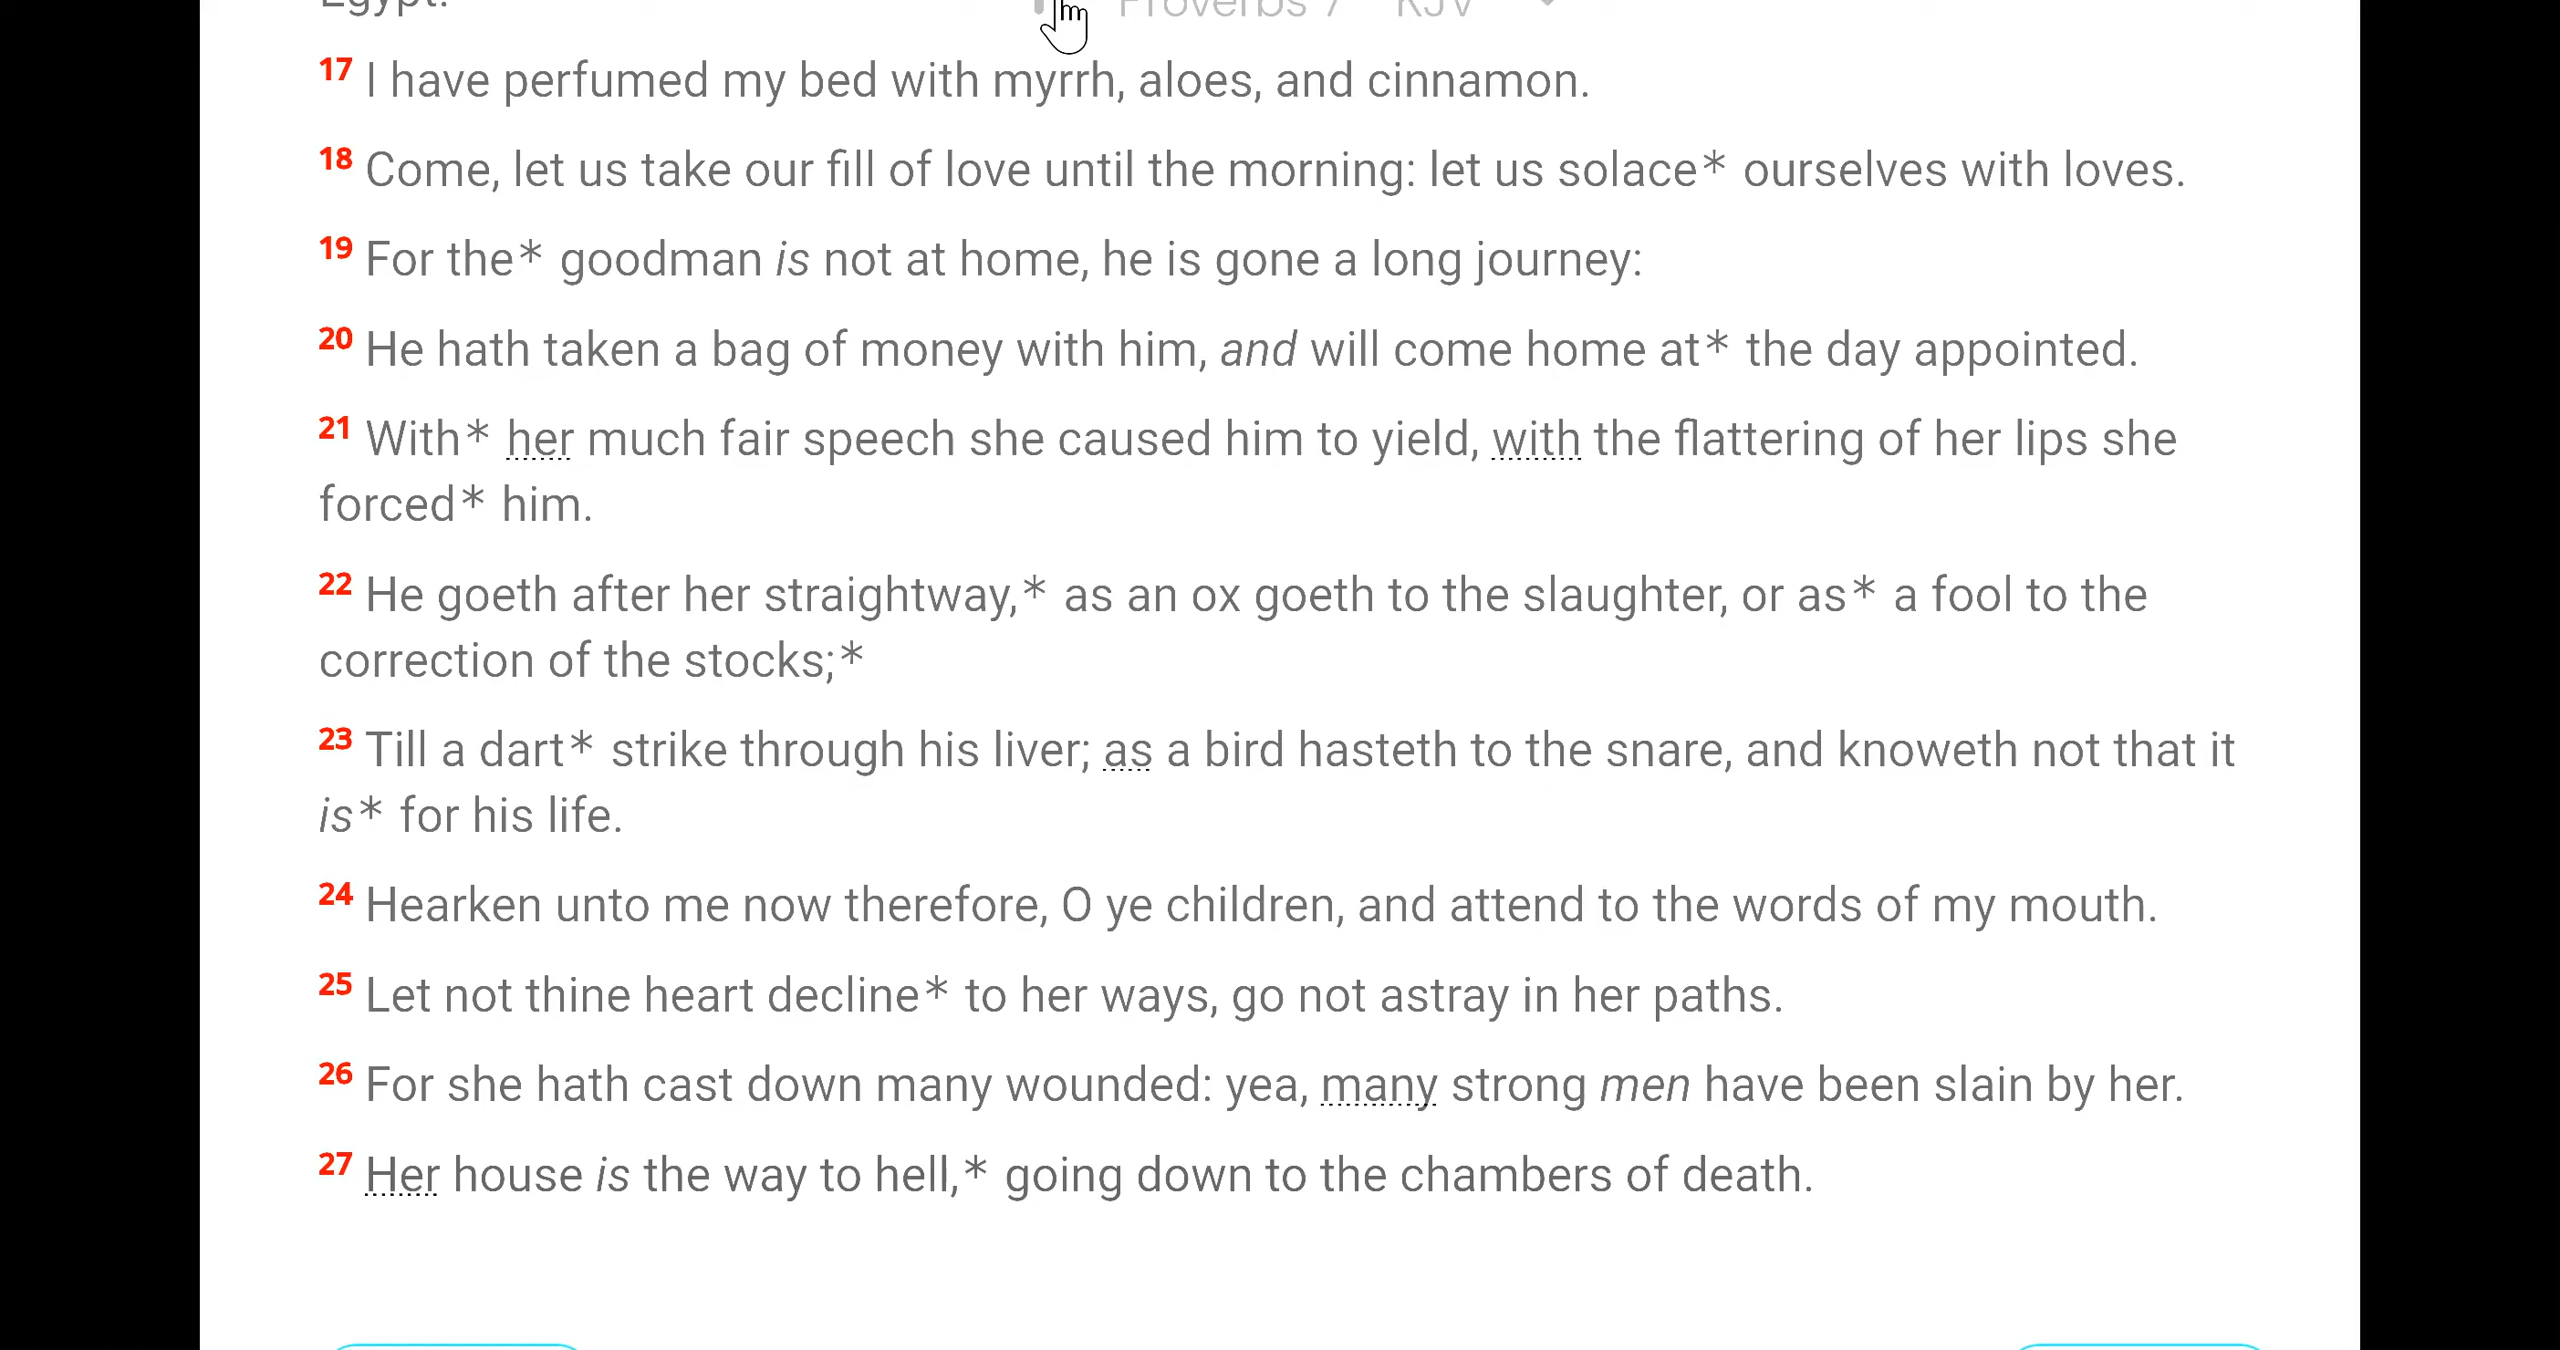 Egypt.
Proverbs 7 KJV
17 I have perfumed my bed with myrrh, aloes, and cinnamon.
18 Come, let us take our fill of love until the morning: let us solace* ourselves with loves.
19 For the* goodman is not at home, he is gone a long journey:
20 He hath taken a bag of money with him, and will come home at* the day appointed.
21 With* her much fair speech she caused him to yield, with the flattering of her lips she
forced* him.
22 He goeth after her straightway,* as an ox goeth to the slaughter, or as* a fool to the
correction of the stocks;*
23 Till a dart* strike through his liver; as a bird hasteth to the snare, and knoweth not that it
is* for his life.
24 Hearken unto me now therefore, O ye children, and attend to the words of my mouth.
25 Let not thine heart decline* to her ways, go not astray in her paths.
26 For she hath cast down many wounded: yea, many strong men have been slain by her.
27 Her house is the way to hell,* going down to the chambers of death.